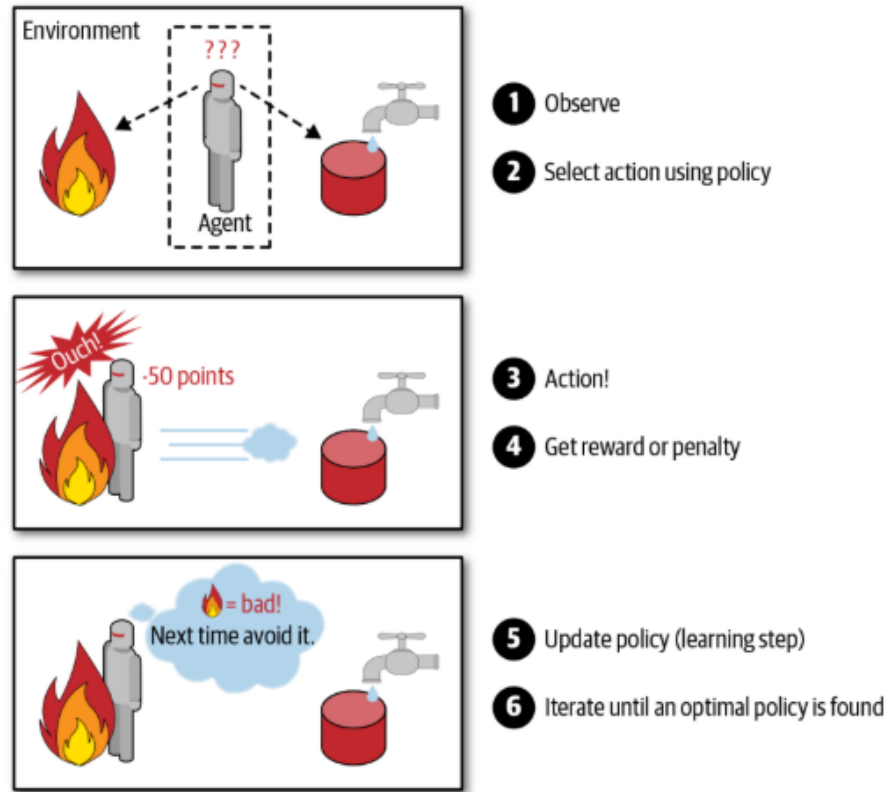 Environment
???
Agent
1 Observe
2 Select action using policy
Ouch!
-50 points
3 Action!
4 Get reward or penalty
= bad!
Next time avoid it.
5 Update policy (learning step)
6 Iterate until an optimal policy is found